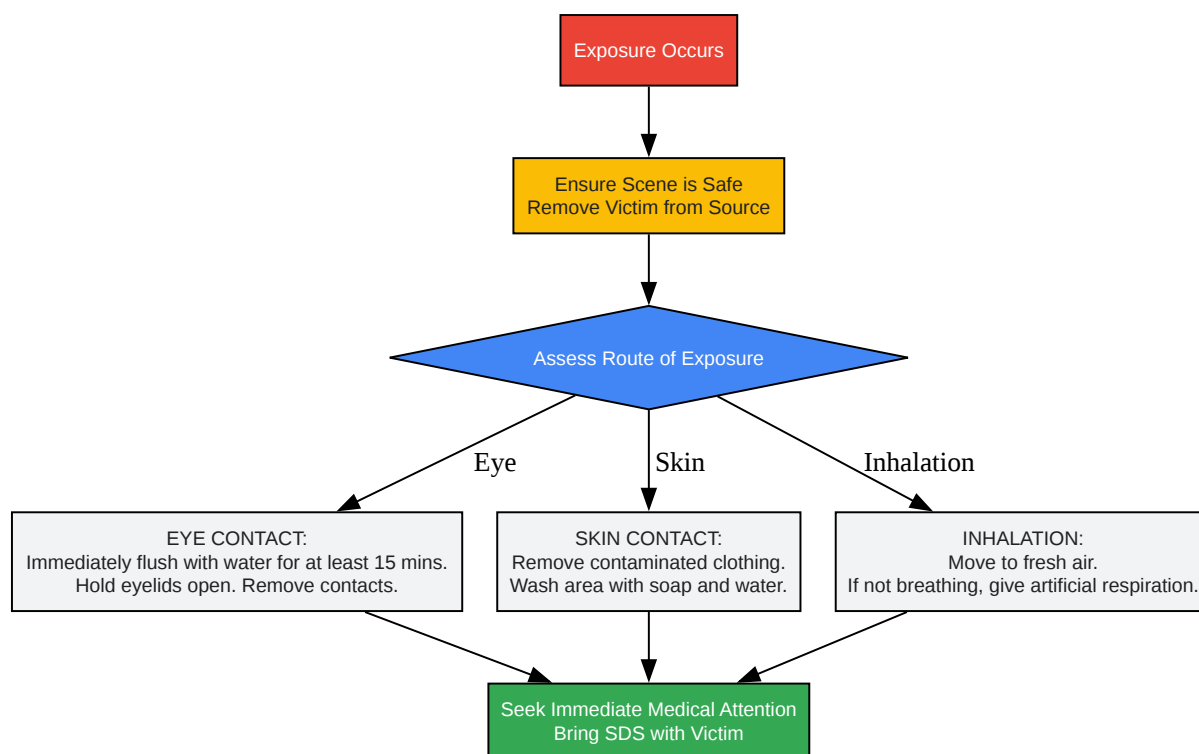 Exposure Occurs
Ensure Scene is Safe
Remove Victim from Source
Assess Route of Exposure
Eye
Skin
Inhalation
EYE CONTACT:
Immediately flush with water for at least 15 mins.
Hold eyelids open. Remove contacts.
SKIN CONTACT:
Remove contaminated clothing.
Wash area with soap and water.
INHALATION:
Move to fresh air.
If not breathing, give artificial respiration.
Seek Immediate Medical Attention
Bring SDS with Victim